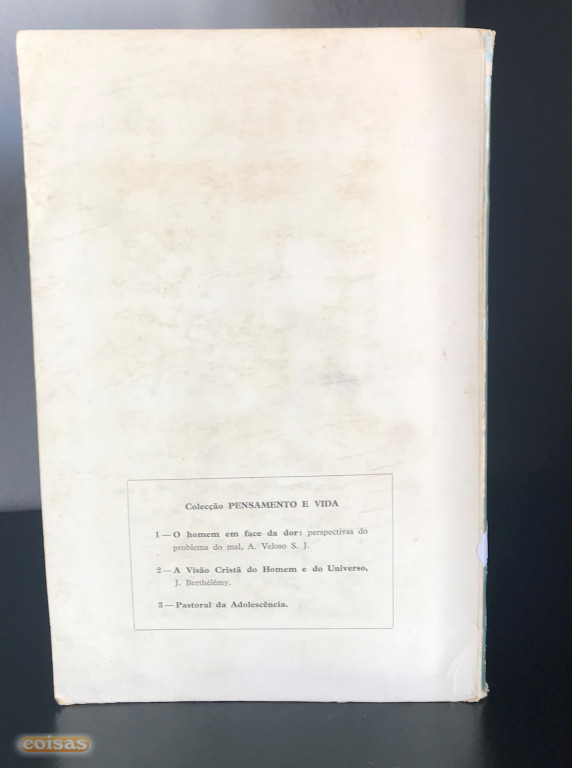 Colecção PENSAMENTO E VIDA
1—O homem em face da dor: perspectivas do
problema do mal, A. Veloso S. J.
2—A Visão Cristã do Homem e do Universo,
J. Berthélémy.
3—Pastoral da Adolescência.
coisas